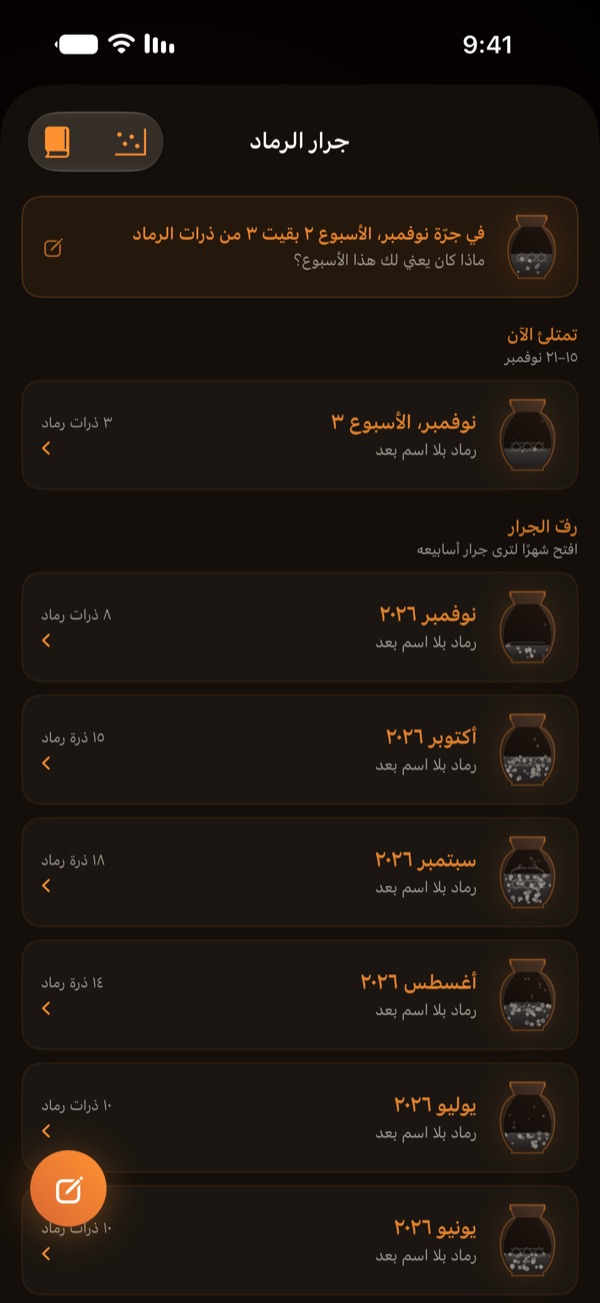 9:41
جرار الرماد
في جرّة نوفمبر، الأسبوع ٢ بقيت ٣ من ذرات الرماد
ماذا كان يعني لك هذا الأسبوع؟
تمتلئ الآن
١٥–٢١ نوفمبر
نوفمبر، الأسبوع ٣
٣ ذرات رماد
رماد بلا اسم بعد
رفّ الجرار
افتح شهرًا لترى جرار أسابيعه
نوفمبر ٢٠٢٦
٨ ذرات رماد
رماد بلا اسم بعد
أكتوبر ٢٠٢٦
١٥ ذرة رماد
رماد بلا اسم بعد
سبتمبر ٢٠٢٦
١٨ ذرة رماد
رماد بلا اسم بعد
أغسطس ٢٠٢٦
١٤ ذرة رماد
رماد بلا اسم بعد
يوليو ٢٠٢٦
١٠ ذرات رماد
رماد بلا اسم بعد
يونيو ٢٠٢٦
١٠ ذرات رماد
رماد بلا اسم بعد